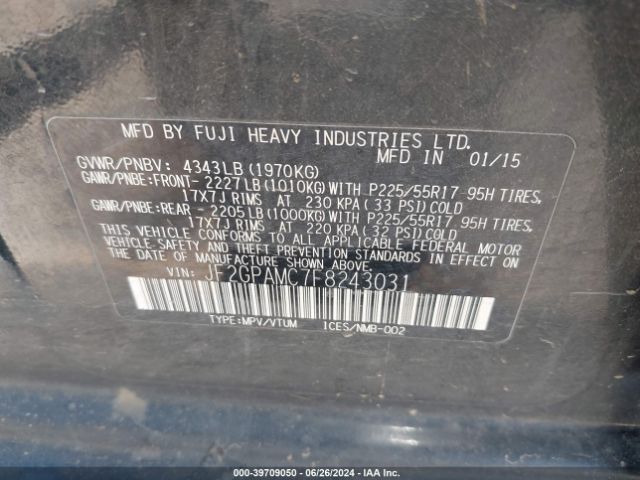 MFD BY FUJI HEAVY INDUSTRIES LTD.
MFD IN 01/15
GVWR/PNBV: 4343LB (1970KG)
GAWR/PNBE:FRONT- 2227LB(1010KG)WITH P225/55R17 95H TIRES,
17X7J RIMS AT 230 KPA(33 PSI)COLD
GAWR/PNBE:REAR - 2205LB(1000KG)WITH P225/55R17 95H TIRES,
17X7J RIMS AT 220 KPA(32 PSI)COLD
THIS VEHICLE CONFORMS TO ALL APPLICABLE FEDERAL MOTOR
VEHICLE SAFETY AND THEFT PREVENTION STANDARDS IN EFFECT ON
THE DATE OF MANUFACTURE SHOWN ABOVE.
VIN: JF2GPAMC7F8243031
TYPE:MPV/VTUM ICES/NMB-002
000-39709050 - 06/26/2024 - IAAI.com